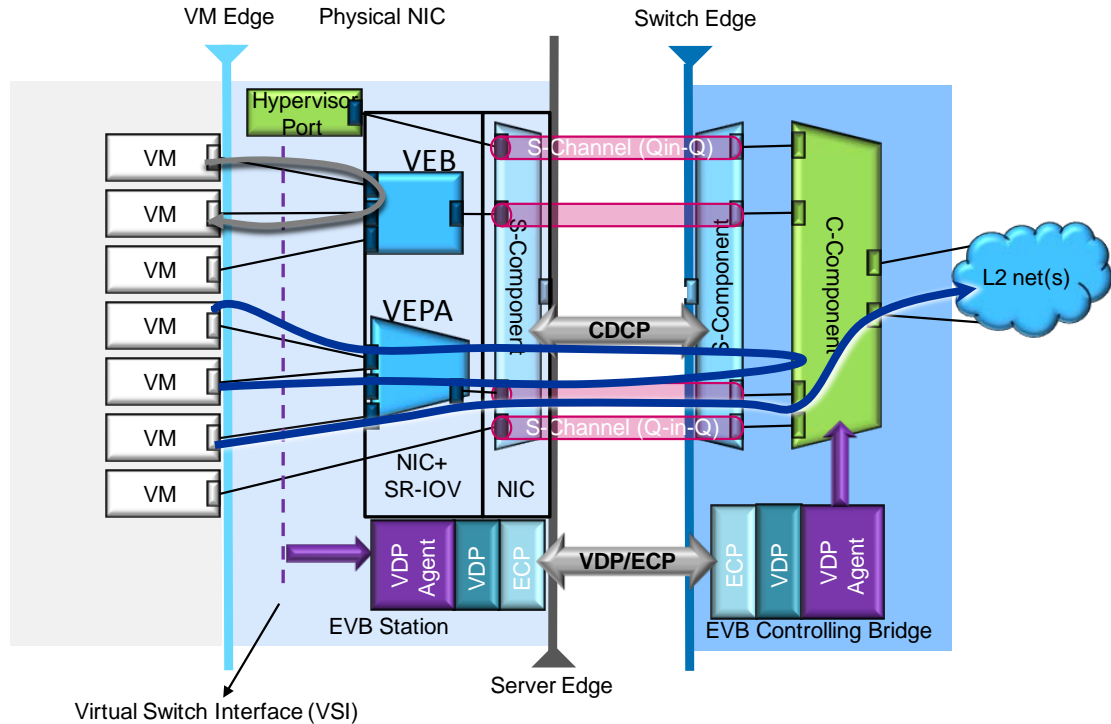 VM Edge
Physical NIC
Switch Edge
Hypervisor
Port
VM
VM
VM
VM
VM
VM
VM
VEB
VEPA
S-Channel (Qin-Q)
S-Component
S-Component
C-Component
L2 net(s)
CDCP
S-Channel (Q-in-Q)
NIC+
SR-IOV
NIC
VDP
Agent
VDP
ECP
VDP/ECP
ECP
VDP
VDP
Agent
EVB Station
EVB Controlling Bridge
Server Edge
Virtual Switch Interface (VSI)